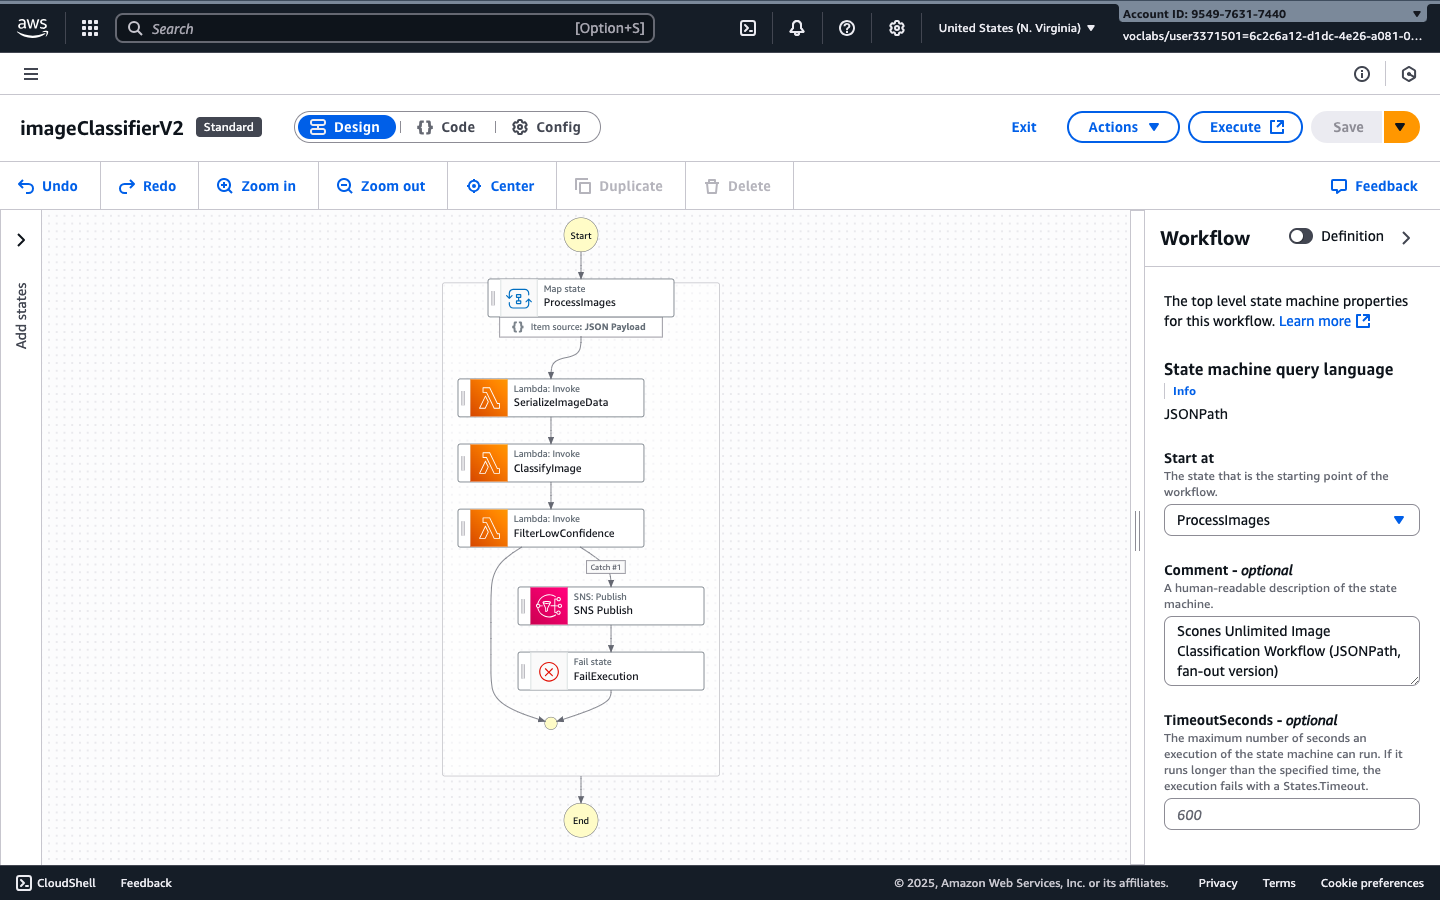 aws
Search
[Option+S]
United States (N. Virginia)
Account ID: 9549-7631-7440
voclabs/user3371501=6c2c6a12-d1dc-4e26-a081-0...
imageClassifierV2
Standard
Design
Code
Config
Exit
Actions
Execute
Save
Undo
Redo
Zoom in
Zoom out
Center
Duplicate
Delete
Feedback
Add states
Start
Map state
ProcessImages
Item source: JSON Payload
Lambda: Invoke
SerializeImageData
Lambda: Invoke
ClassifyImage
Lambda: Invoke
FilterLowConfidence
Catch #1
SNS: Publish
SNS Publish
Fail state
FailExecution
End
Workflow
Definition
The top level state machine properties
for this workflow. Learn more
State machine query language
Info
JSONPath
Start at
The state that is the starting point of the
workflow.
ProcessImages
Comment - optional
A human-readable description of the state
machine.
Scones Unlimited Image
Classification Workflow (JSONPath,
fan-out version)
TimeoutSeconds - optional
The maximum number of seconds an
execution of the state machine can run. If it
runs longer than the specified time, the
execution fails with a States.Timeout.
600
CloudShell
Feedback
© 2025, Amazon Web Services, Inc. or its affiliates.
Privacy
Terms
Cookie preferences